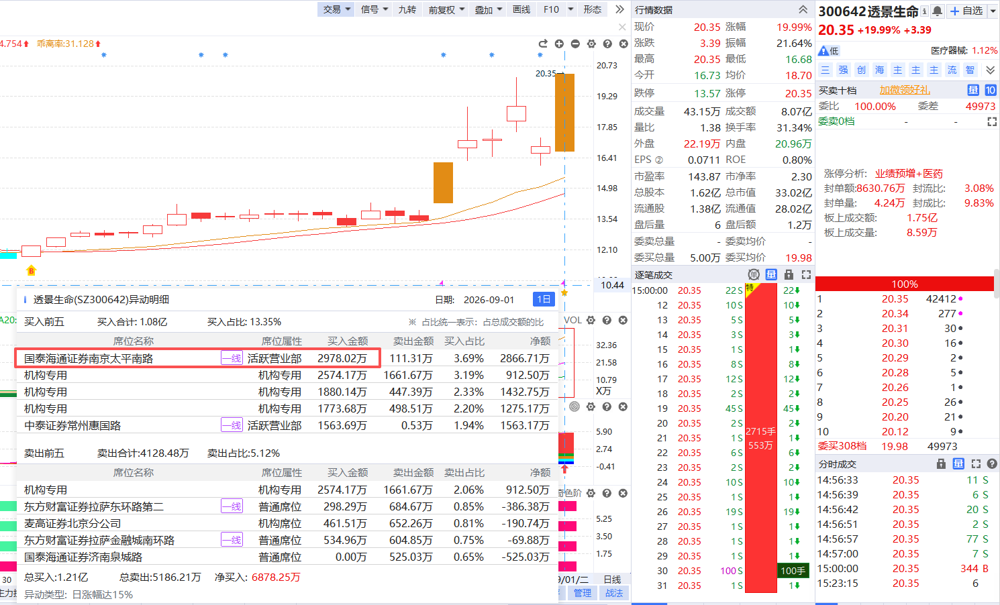 交易 信号 九转 前复权 叠加 画线 F10 形态
4.754 乖离率:31.128
20.35
20.73
19.29
17.85
16.41
14.98
13.54
12.10
10.44
B
透景生命(SZ300642)异动明细 日期: 2026-09-01 1日
买入前五 买入合计: 1.08亿 买入占比: 13.35% ※ 占比统一表示: 占总成交额的比
席位名称 席位属性 买入金额 卖出金额 买入占比 净额
国泰海通证券南京太平南路 一线 活跃营业部 2978.02万 111.31万 3.69% 2866.71万
机构专用 机构专用 2574.17万 1661.67万 3.19% 912.50万
机构专用 机构专用 1880.14万 447.39万 2.33% 1432.75万
机构专用 机构专用 1773.68万 498.51万 2.20% 1275.17万
中泰证券常州惠国路 一线 活跃营业部 1563.69万 0.53万 1.94% 1563.17万
卖出前五 卖出合计:4128.48万 卖出占比:5.12%
席位名称 席位属性 买入金额 卖出金额 卖出占比 净额
机构专用 机构专用 2574.17万 1661.67万 2.06% 912.50万
东方财富证券拉萨东环路第二 一线 普通席位 298.29万 684.67万 0.85% -386.38万
麦高证券北京分公司 机构席位 461.51万 652.26万 0.81% -190.74万
东方财富证券拉萨金融城南环路 一线 普通席位 534.96万 604.85万 0.75% -69.88万
国泰海通证券济南泉城路 普通席位 0.00万 525.03万 0.65% -525.03万
总买入:1.21亿 总卖出:5186.21万 净买入: 6878.25万
异动类型: 日涨幅达15%
A20:
VOL
32.36
21.58
10.79
X万
5.90
2.74
-0.41
色阶
5.25
3.50
1.75
30 9/01/二 日线
主力 管理 战法
行情数据
现价 20.35 涨幅 19.99%
涨跌 3.39 振幅 21.64%
最高 20.35 最低 16.68
今开 16.73 均价 18.70
跌停 13.57 涨停 20.35
成交量 43.15万 成交额 8.07亿
量比 1.38 换手率 31.34%
外盘 22.19万 内盘 20.96万
EPS ② 0.0711 ROE 0.80%
市盈率 143.87 市净率 2.30
总股本 1.62亿 总市值 33.02亿
流通股 1.38亿 流通值 28.02亿
盘后量 6 盘后额 1.2万
委卖总量 - 委卖均价 -
委买总量 5.00万 委买均价 19.98
逐笔成交 量
15:00:00 20.35 22 S 特 22
12 20.35 10 S 10
13 20.35 5 S 5
14 20.35 3 S 3
15 20.35 1 S 1
16 20.35 8 S 8
17 20.35 12 S 12
18 20.35 2 S 2
19 20.35 45 S 45
20 20.35 2 S 2
21 20.35 1 S 2715手 1
22 20.35 6 S 553万 6
23 20.35 2 S 2
24 20.35 10 S 10
25 20.35 1 S 1
26 20.35 19 S 19
27 20.35 1 S 1
28 20.35 1 S 1
29 20.35 1 S 1
30 20.35 100 S 100手
31 20.35 1 S 1
300642 透景生命 自选
20.35 +19.99% +3.39
低 医疗器械: 1.12%
三 强 创 海 主 主 主 流 智
买卖十档 加微领好礼 量 10
委比 100.00% 委差 49973
委卖0档 - -
涨停分析: 业绩预增+医药
封单额:8630.76万 封流比: 3.08%
封单量: 4.24万 封成比: 9.83%
板上成交额: 1.75亿
板上成交量: 8.59万
100%
1 20.35 42412
2 20.34 277
3 20.31 30
4 20.30 16
5 20.29 2
6 20.28 5
7 20.26 1
8 20.25 26
9 20.20 21
10 20.12 9
委买308档 19.98 49973
分时成交 量
14:56:33 20.35 11 S
14:56:39 20.35 6 S
14:56:42 20.35 20 S
14:56:51 20.35 2 S
14:56:57 20.35 77 S
14:57:00 20.35 7 S
15:00:00 20.35 344 B
15:23:15 20.35 6